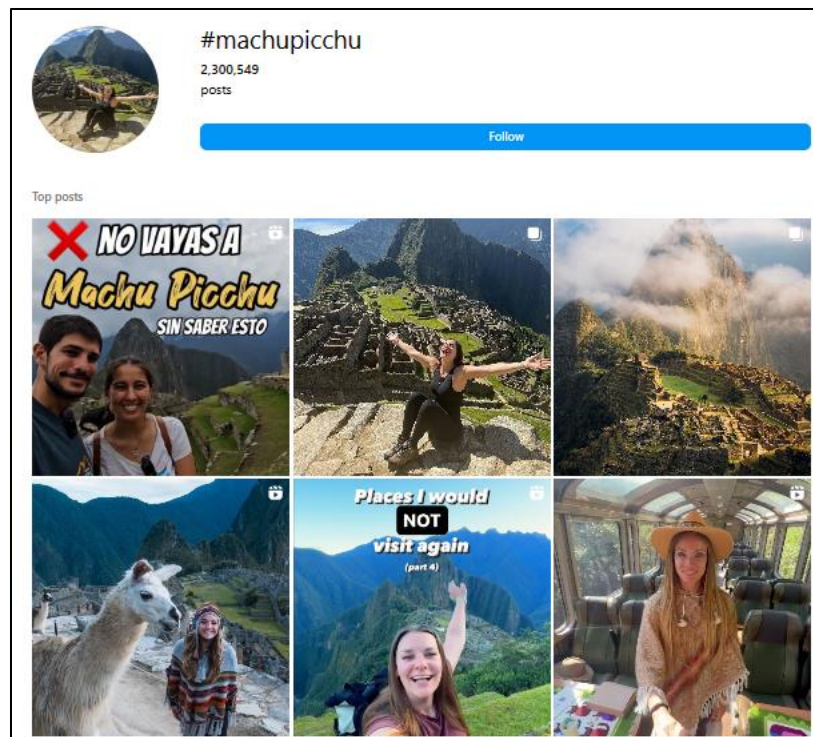 #machupicchu
2,300,549
posts
Follow
Top posts
NO VAYAS A
Machu Picchu
SIN SABER ESTO
Places I would
NOT
visit again
(part 4)